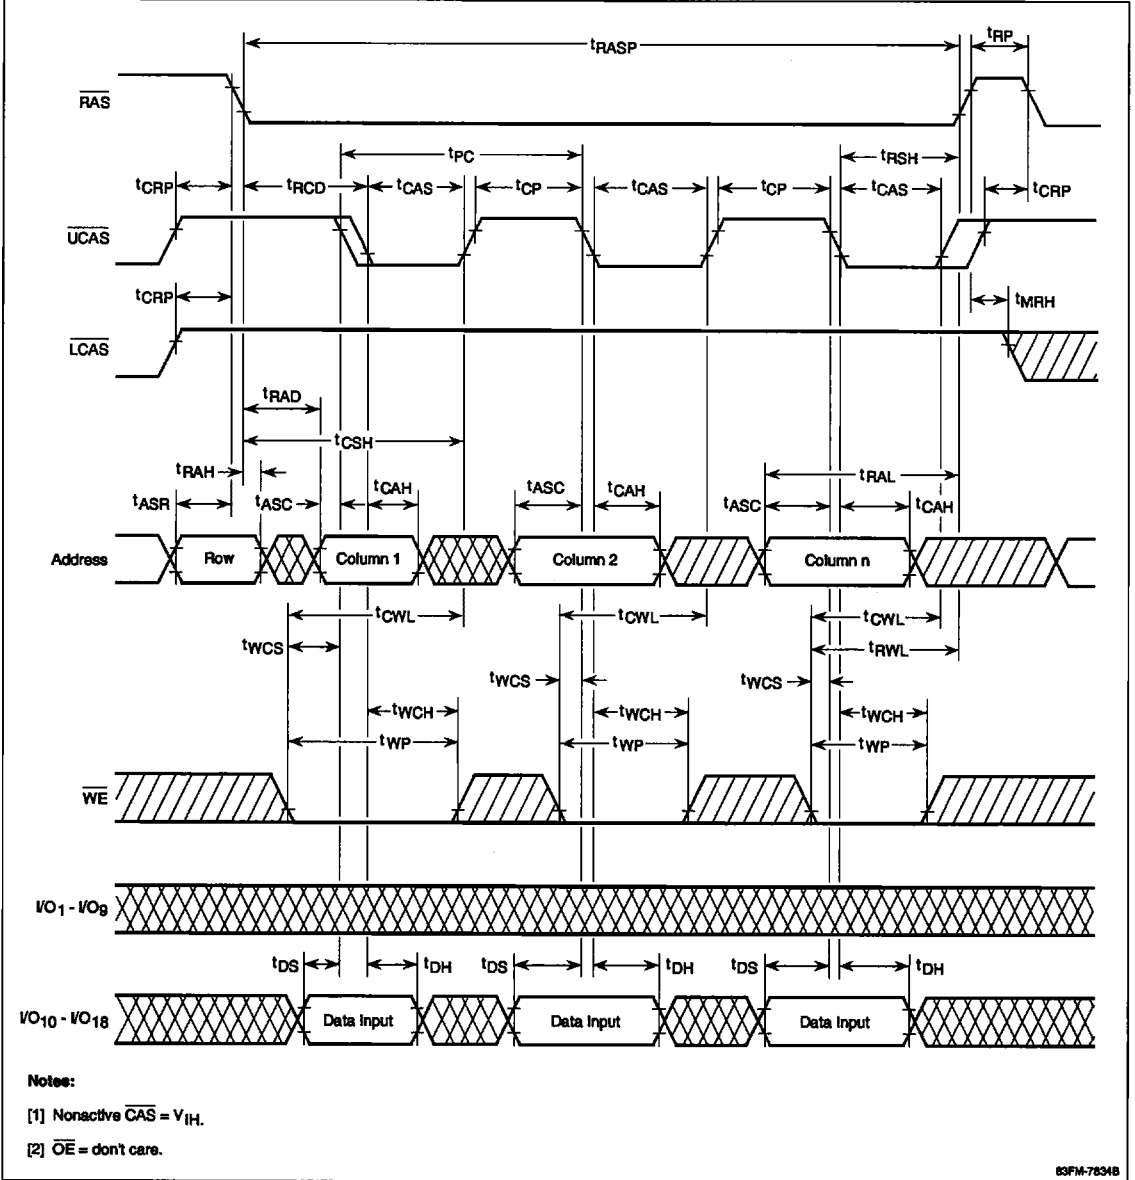 tRASP
tRP
RAS
tPC
tRSH
tCRP
tRCD
tCAS
tCP
tCAS
tCP
tCAS
tCRP
UCAS
tCRP
tMRH
LCAS
tRAD
tCSH
tRAH
tRAL
tASR
tASC
tCAH
tASC
tCAH
tASC
tCAH
Address
Row
Column 1
Column 2
Column n
tCWL
tCWL
tCWL
tWCS
tRWL
tWCS
tWCS
tWCH
tWCH
tWCH
tWP
tWP
tWP
WE
I/O1 - I/O9
tDS
tDH
tDS
tDH
tDS
tDH
I/O10 - I/O18
Data Input
Data Input
Data Input
Notes:
[1] Nonactive CAS = VIH.
[2] OE = don't care.
83FM-7834B